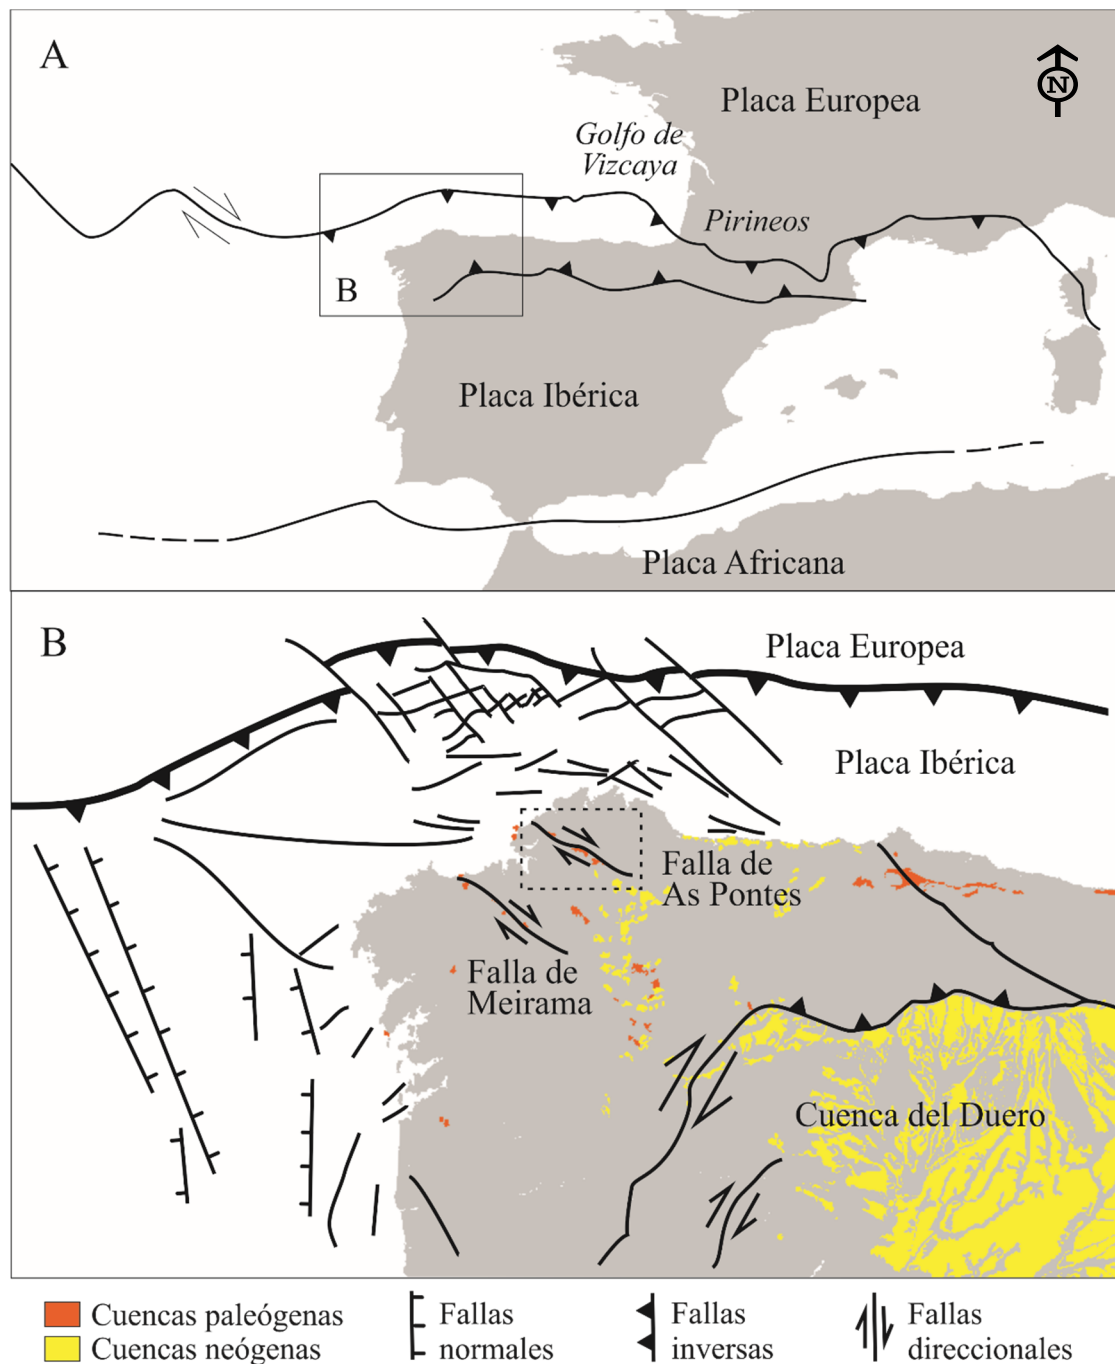 A
N
Placa Europea
Golfo de
Vizcaya
Pirineos
B
Placa Ibérica
Placa Africana
B
Placa Europea
Placa Ibérica
Falla de
As Pontes
Falla de
Meirama
Cuenca del Duero
Cuencas paleógenas
Cuencas neógenas
Fallas
normales
Fallas
inversas
Fallas
direccionales